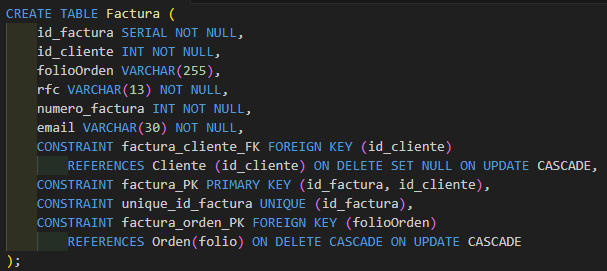 CREATE TABLE Factura (
    id_factura SERIAL NOT NULL,
    id_cliente INT NOT NULL,
    folioOrden VARCHAR(255),
    rfc VARCHAR(13) NOT NULL,
    numero_factura INT NOT NULL,
    email VARCHAR(30) NOT NULL,
    CONSTRAINT factura_cliente_FK FOREIGN KEY (id_cliente)
        REFERENCES Cliente (id_cliente) ON DELETE SET NULL ON UPDATE CASCADE,
    CONSTRAINT factura_PK PRIMARY KEY (id_factura, id_cliente),
    CONSTRAINT unique_id_factura UNIQUE (id_factura),
    CONSTRAINT factura_orden_PK FOREIGN KEY (folioOrden)
        REFERENCES Orden(folio) ON DELETE CASCADE ON UPDATE CASCADE
);